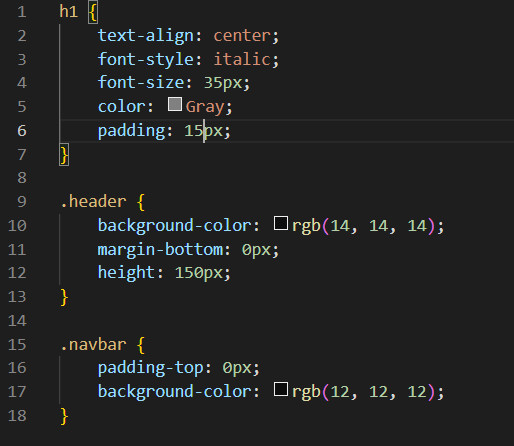 1 h1 {
2 text-align: center;
3 font-style: italic;
4 font-size: 35px;
5 color: Gray;
6 padding: 15px;
7 }
8
9 .header {
10 background-color: rgb(14, 14, 14);
11 margin-bottom: 0px;
12 height: 150px;
13 }
14
15 .navbar {
16 padding-top: 0px;
17 background-color: rgb(12, 12, 12);
18 }